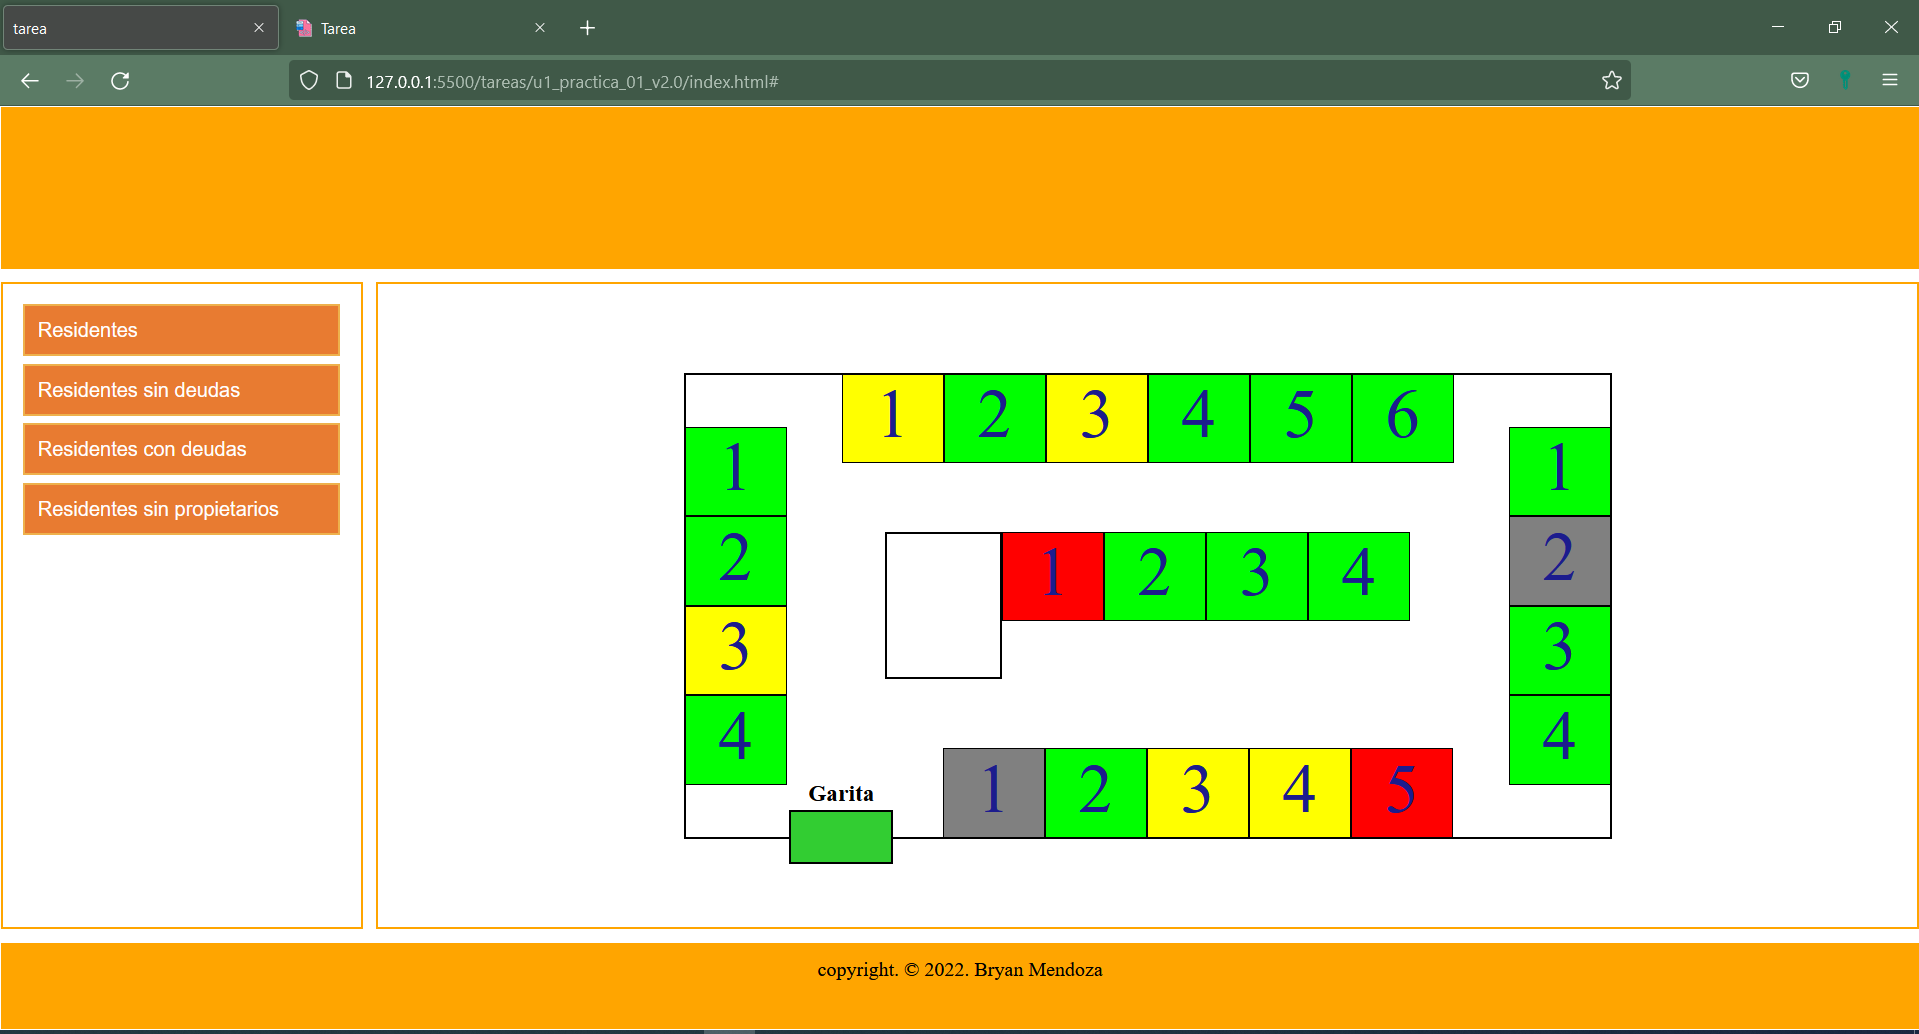 tarea
Tarea
127.0.0.1:5500/tareas/u1_practica_01_v2.0/index.html#
Residentes
Residentes sin deudas
Residentes con deudas
Residentes sin propietarios
1 2 3 4 5 6
1
2
3
4
1 2 3 4
1
2
3
4
Garita
1 2 3 4 5
copyright. © 2022. Bryan Mendoza